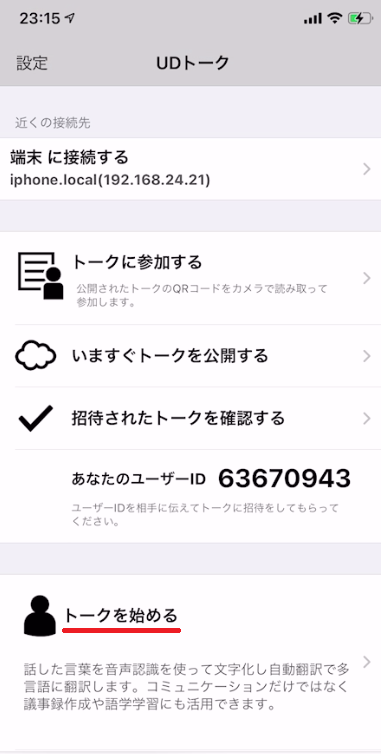 23:15
設定
UDトーク
近くの接続先
端末 に接続する
iphone.local(192.168.24.21)
トークに参加する
公開されたトークのQRコードをカメラで読み取って
参加します。
いますぐトークを公開する
招待されたトークを確認する
あなたのユーザーID 63670943
ユーザーIDを相手に伝えてトークに招待をしてもらって
ください。
トークを始める
話した言葉を音声認識を使って文字化し自動翻訳で多
言語に翻訳します。コミュニケーションだけではなく
議事録作成や語学学習にも活用できます。